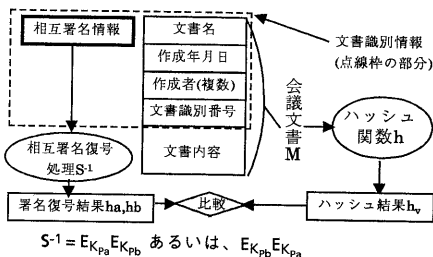 相互署名情報
文書名
作成年月日
作成者(複数)
文書識別番号
文書内容
文書識別情報
(点線枠の部分)
会議文書M
ハッシュ
関数h
相互署名復号
処理S-1
署名復号結果ha,hb
比較
ハッシュ結果hv
S-1 = EKPaEKPb あるいは、EKPbEKPa